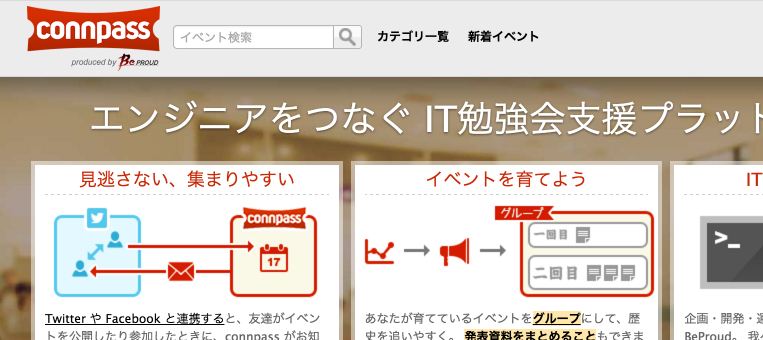 connpass
イベント検索
カテゴリ一覧 新着イベント
produced by BePROUD
エンジニアをつなぐ IT勉強会支援プラット
見逃さない、集まりやすい
connpass
17
Twitter や Facebook と連携すると、友達がイベン
トを公開したり参加したときに、connpass がお知
イベントを育てよう
グループ
一回目
二回目
あなたが育てているイベントをグループにして、歴
史を追いやすく。 発表資料をまとめることもできま
IT
>_
企画・開発・運
BeProud。